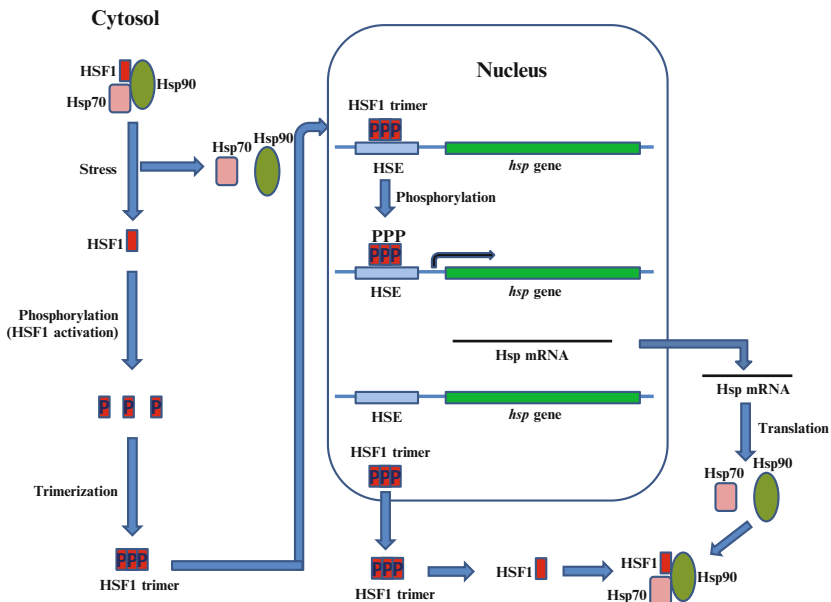 Cytosol
HSF1
Hsp90
Hsp70
Stress
Hsp70
Hsp90
HSF1
Phosphorylation
(HSF1 activation)
P P P
Trimerization
PPP
HSF1 trimer
Nucleus
HSF1 trimer
PPP
HSE
hsp gene
Phosphorylation
PPP
PPP
HSE
hsp gene
Hsp mRNA
HSE
hsp gene
HSF1 trimer
PPP
PPP
HSF1 trimer
HSF1
Hsp mRNA
Translation
Hsp70
Hsp90
HSF1
Hsp70
Hsp90